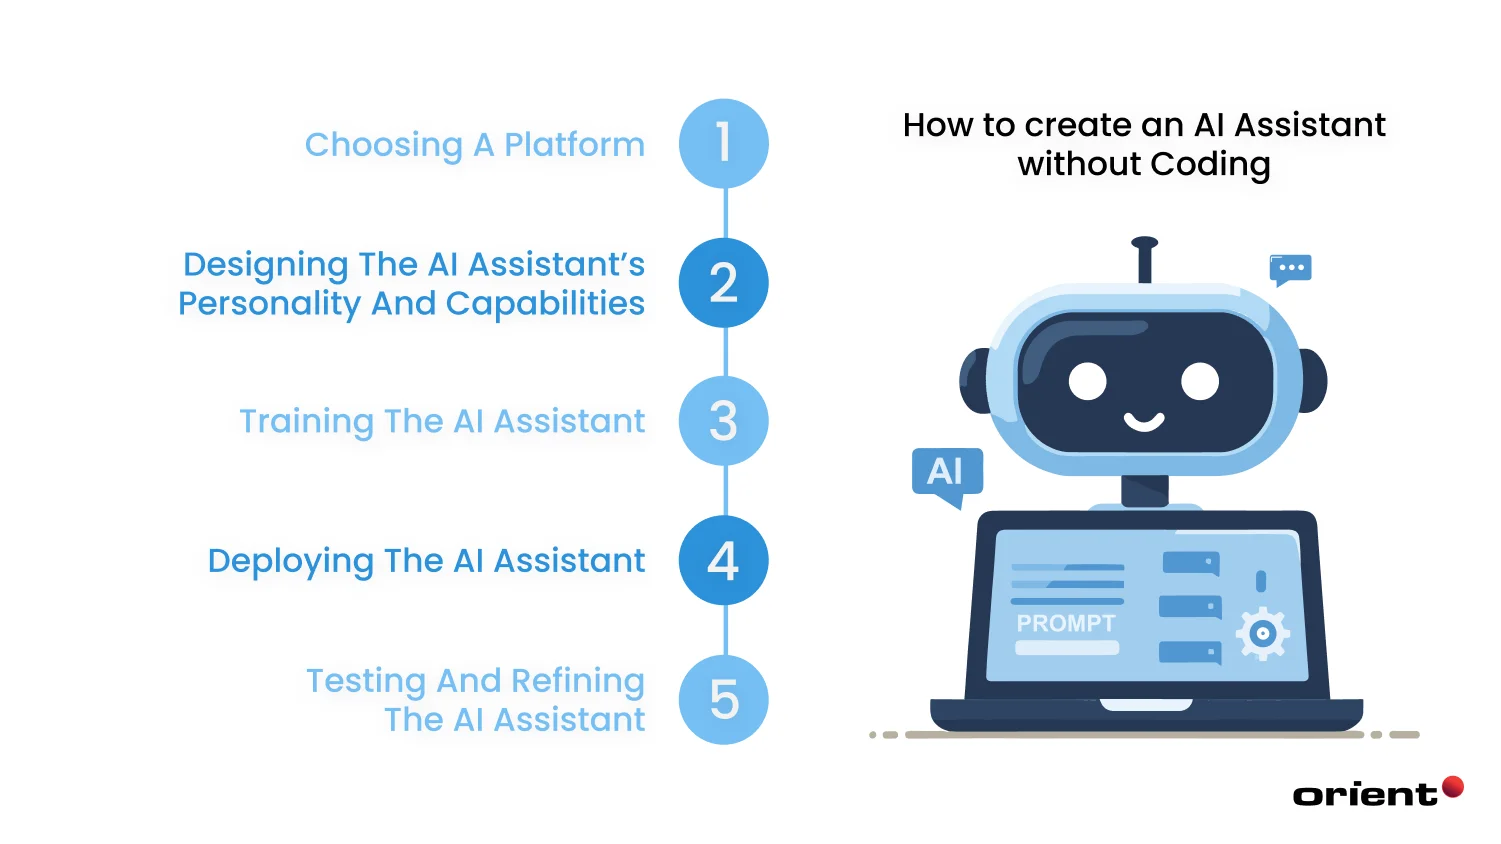 How to create an AI Assistant
without Coding
Choosing A Platform
1
Designing The AI Assistant’s
Personality And Capabilities
2
Training The AI Assistant
3
Deploying The AI Assistant
4
Testing And Refining
The AI Assistant
5
AI
PROMPT
orient